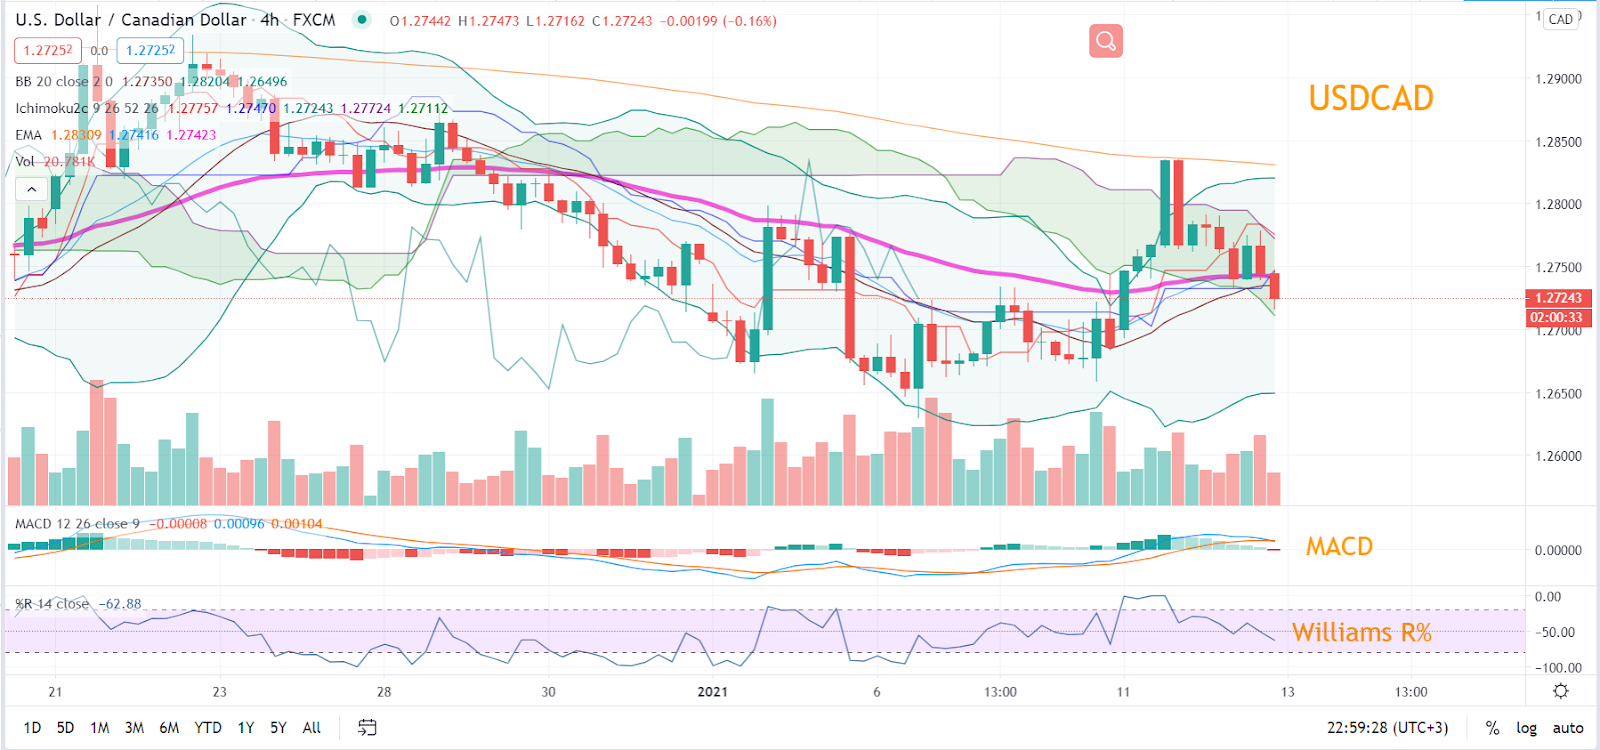 U.S. Dollar / Canadian Dollar · 4h · FXCM O1.27442 H1.27473 L1.27162 C1.27243 −0.00199 (−0.16%)
CAD
1.27252 0.0 1.27252
BB 20 close 2 0 1.27350 1.28204 1.26496
1.29000
USDCAD
Ichimoku2c 9 26 52 26 1.27757 1.27470 1.27243 1.27724 1.27112
EMA 1.28309 1.27416 1.27423
1.28500
Vol 20.781K
1.28000
1.27500
1.27243
02:00:33
1.27000
1.26500
1.26000
MACD 12 26 close 9 −0.00008 0.00096 0.00104
MACD
0.00000
%R 14 close −62.88
0.00
Williams R%
−50.00
−100.00
21 23 28 30 2021 6 13:00 11 13 13:00
1D 5D 1M 3M 6M YTD 1Y 5Y All
22:59:28 (UTC+3) % log auto